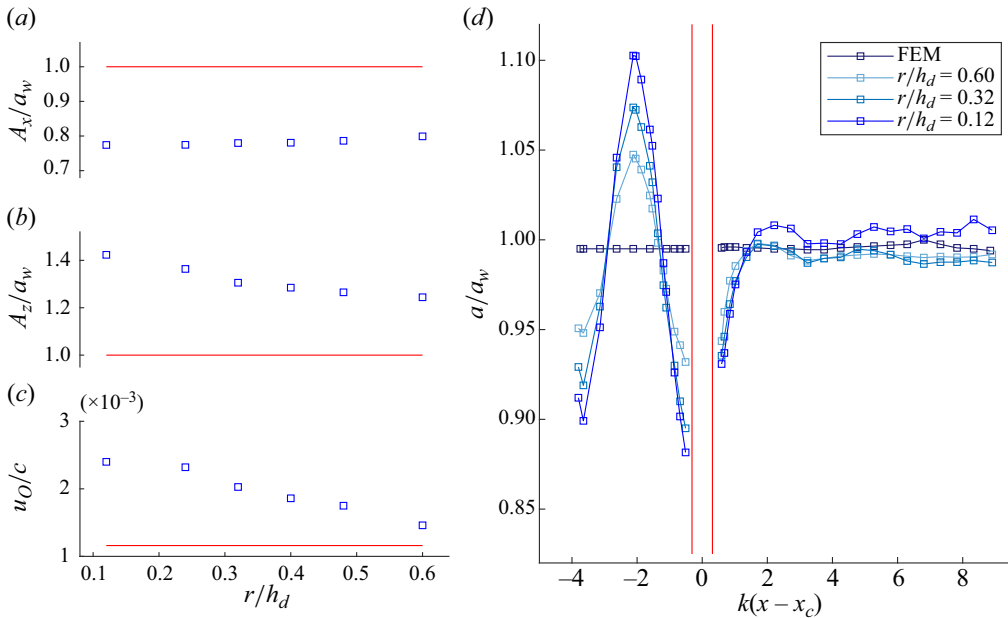 (a)
1.0
0.9
0.8
0.7
A_x/a_w
(b)
1.4
1.2
1.0
A_z/a_w
(c)
(×10⁻³)
3
2
1
u_O/c
0.1 0.2 0.3 0.4 0.5 0.6
r/h_d
(d)
1.10
1.05
1.00
0.95
0.90
0.85
a/a_w
FEM
r/h_d = 0.60
r/h_d = 0.32
r/h_d = 0.12
−4 −2 0 2 4 6 8
k(x – x_c)